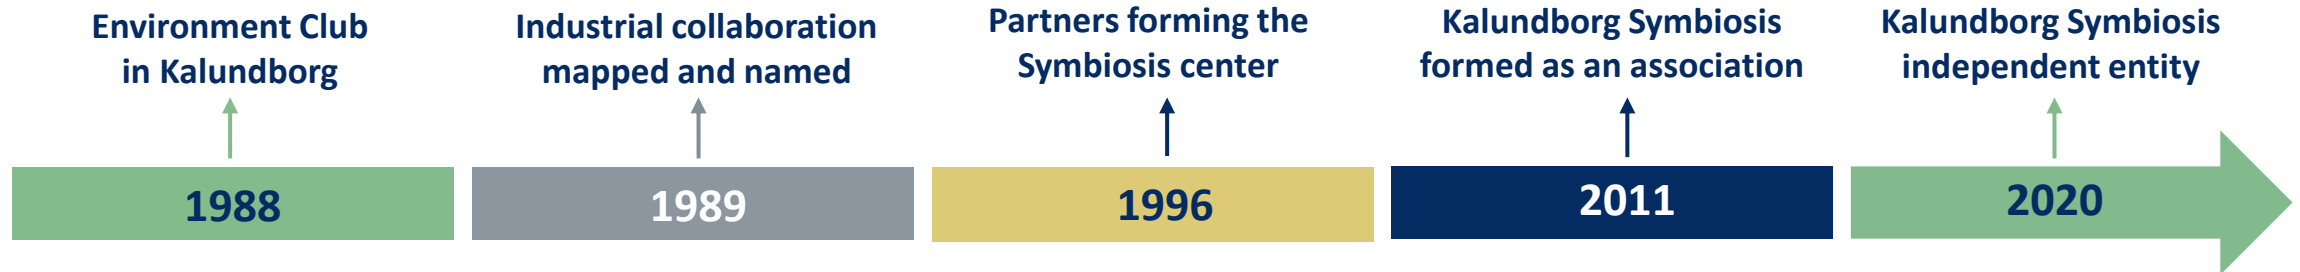 Environment Club
in Kalundborg
Industrial collaboration
mapped and named
Partners forming the
Symbiosis center
Kalundborg Symbiosis
formed as an association
Kalundborg Symbiosis
independent entity
1988
1989
1996
2011
2020